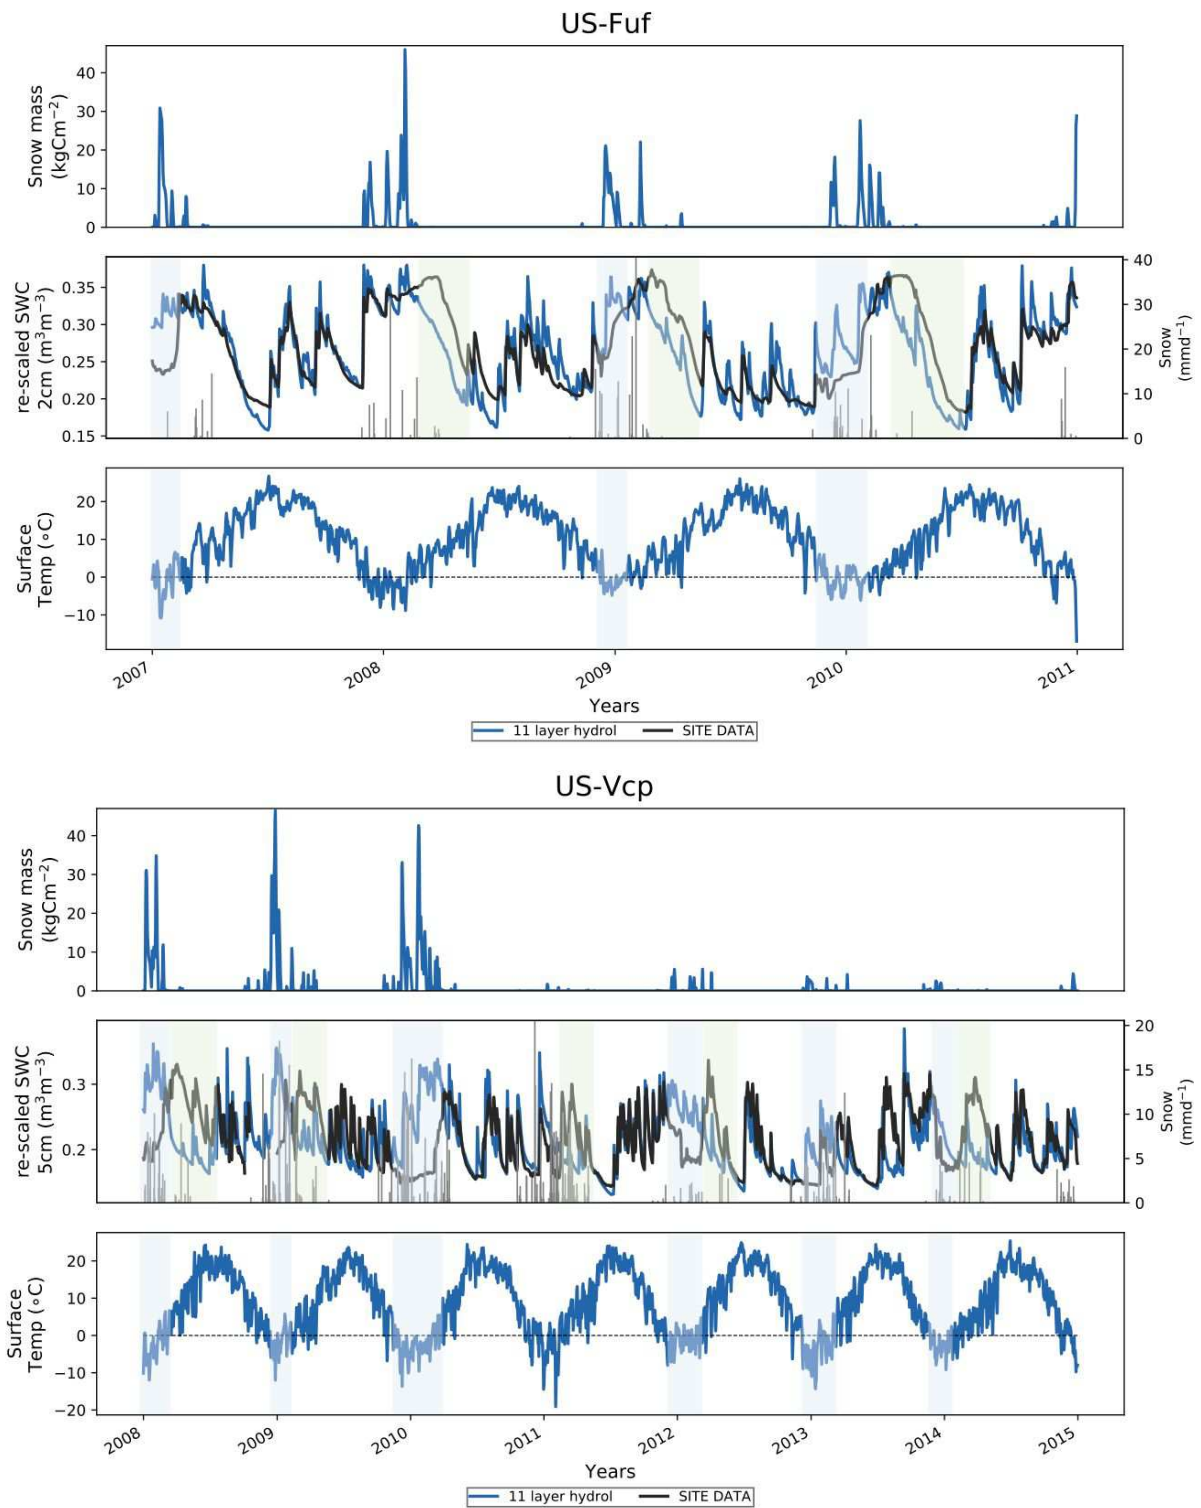 US-Fuf
Snow mass
(kgCm⁻²)
40
30
20
10
0
re-scaled SWC
2cm (m³m⁻³)
0.35
0.30
0.25
0.20
0.15
40
30
20
10
0
Snow
(mmd⁻¹)
Surface
Temp (∘C)
20
10
0
−10
2007
2008
2009
2010
2011
Years
11 layer hydrol
SITE DATA
US-Vcp
Snow mass
(kgCm⁻²)
40
30
20
10
0
re-scaled SWC
5cm (m³m⁻³)
0.3
0.2
20
15
10
5
0
Snow
(mmd⁻¹)
Surface
Temp (∘C)
20
10
0
−10
−20
2008
2009
2010
2011
2012
2013
2014
2015
Years
11 layer hydrol
SITE DATA